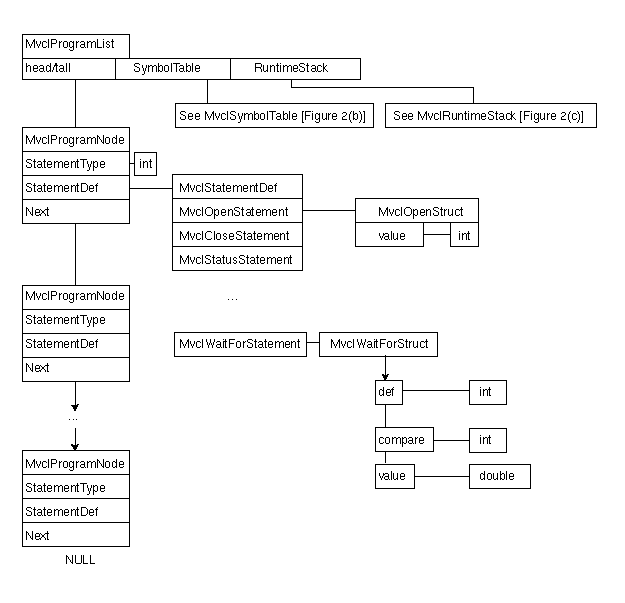 MvclProgramList
head/tall SymbolTable RuntimeStack
See MvclSymbolTable [Figure 2(b)] See MvclRuntimeStack [Figure 2(c)]
MvclProgramNode
StatementType int
StatementDef MvclStatementDef
Next MvclOpenStatement MvclOpenStruct
MvclCloseStatement value int
MvclStatusStatement
MvclProgramNode ...
StatementType
StatementDef MvclWaitForStatement MvclWaitForStruct
Next
def int
...
compare int
MvclProgramNode
value double
StatementType
StatementDef
Next
NULL